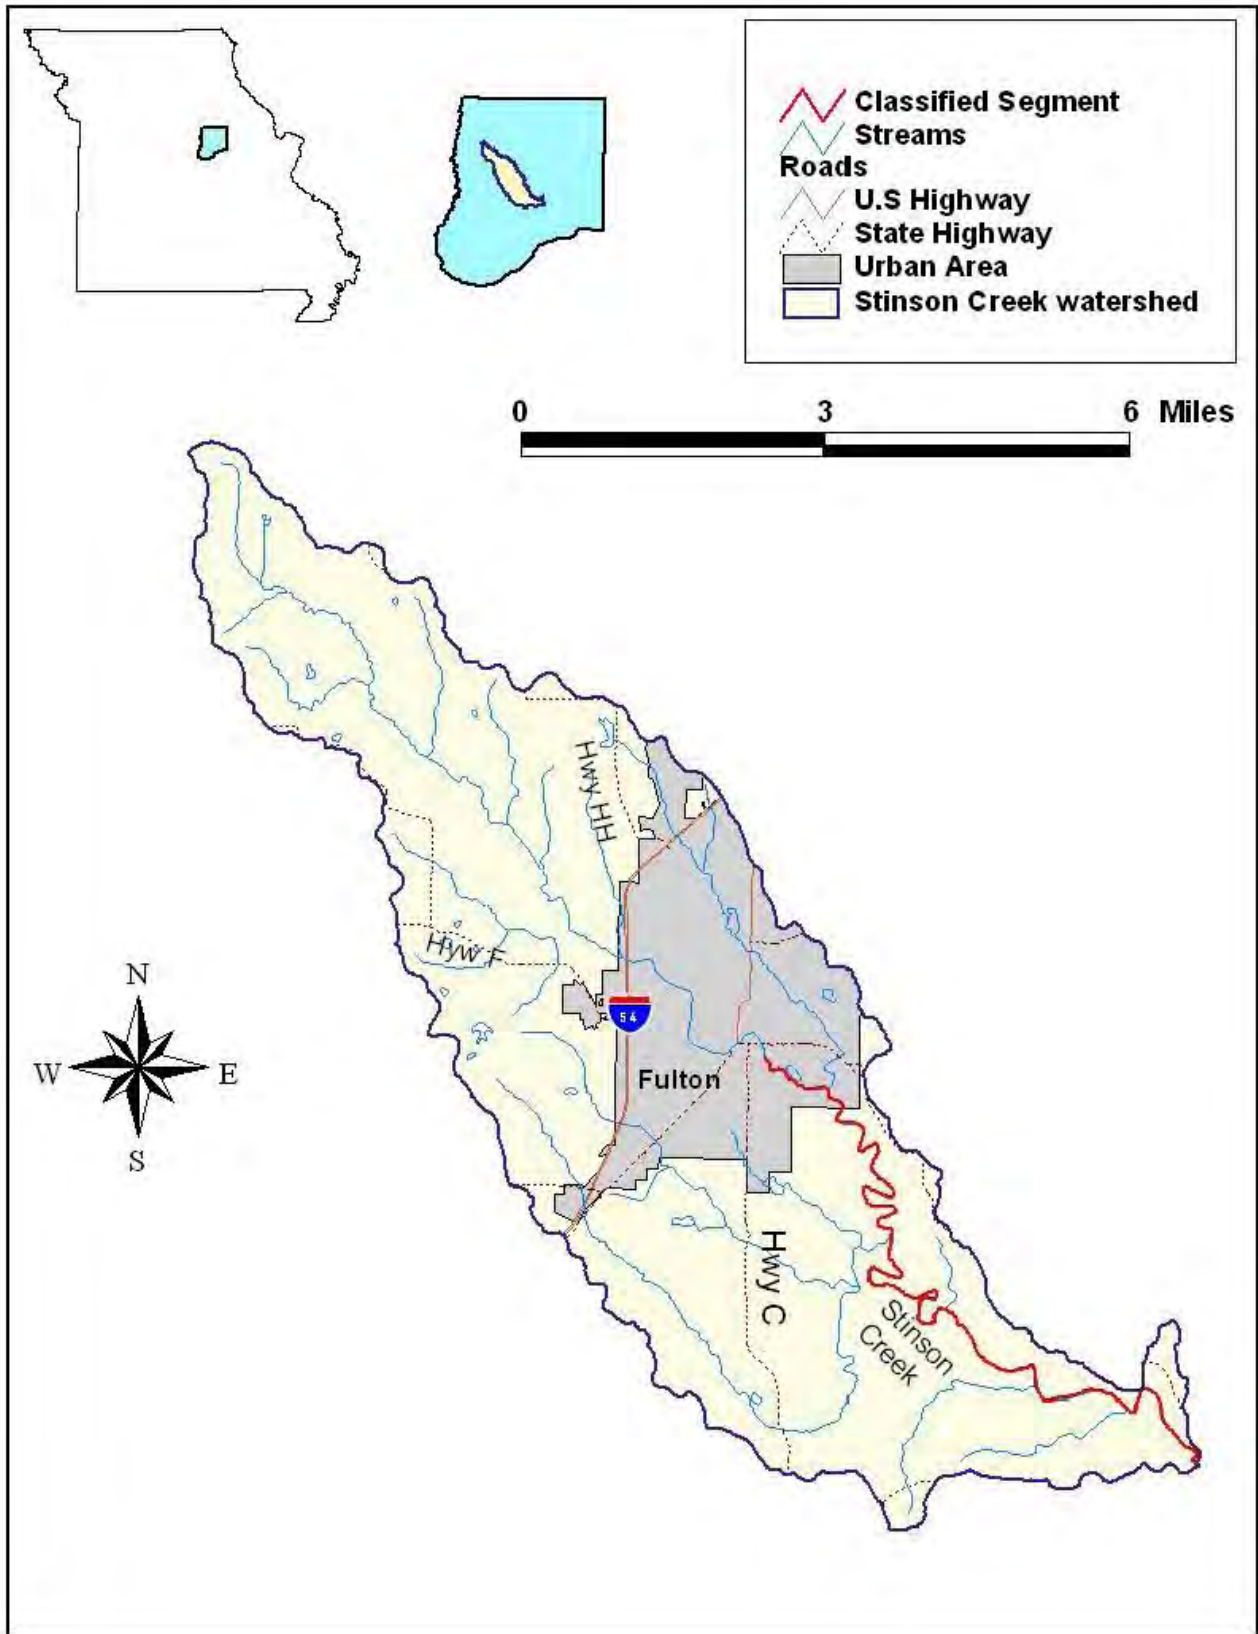 Classified Segment
Streams
Roads
U.S Highway
State Highway
Urban Area
Stinson Creek watershed
0 3 6 Miles
Hwy HH
Hyw F
N
W E
S
54
Fulton
Hwy C
Stinson
Creek